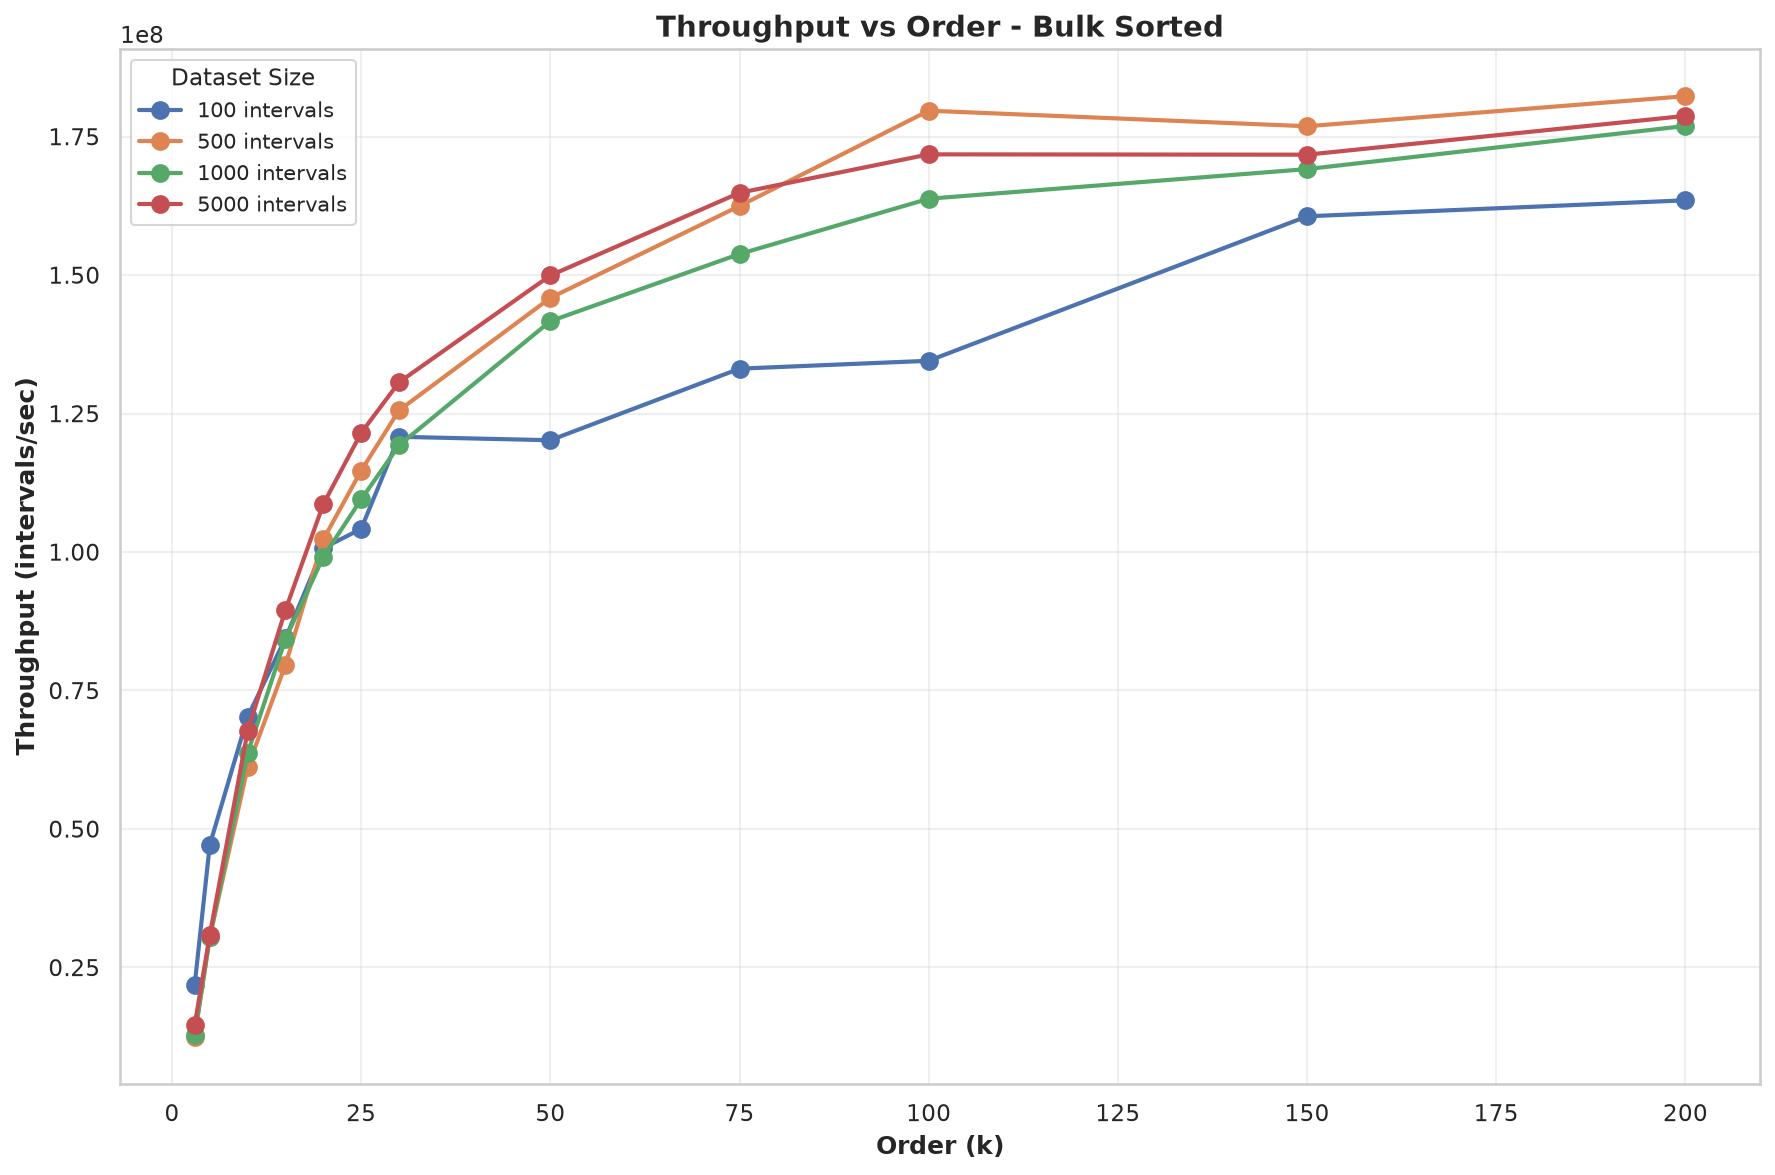 Throughput vs Order - Bulk Sorted
1e8
Dataset Size
100 intervals
500 intervals
1000 intervals
5000 intervals
1.75
1.50
1.25
1.00
0.75
0.50
0.25
Throughput (intervals/sec)
0 25 50 75 100 125 150 175 200
Order (k)